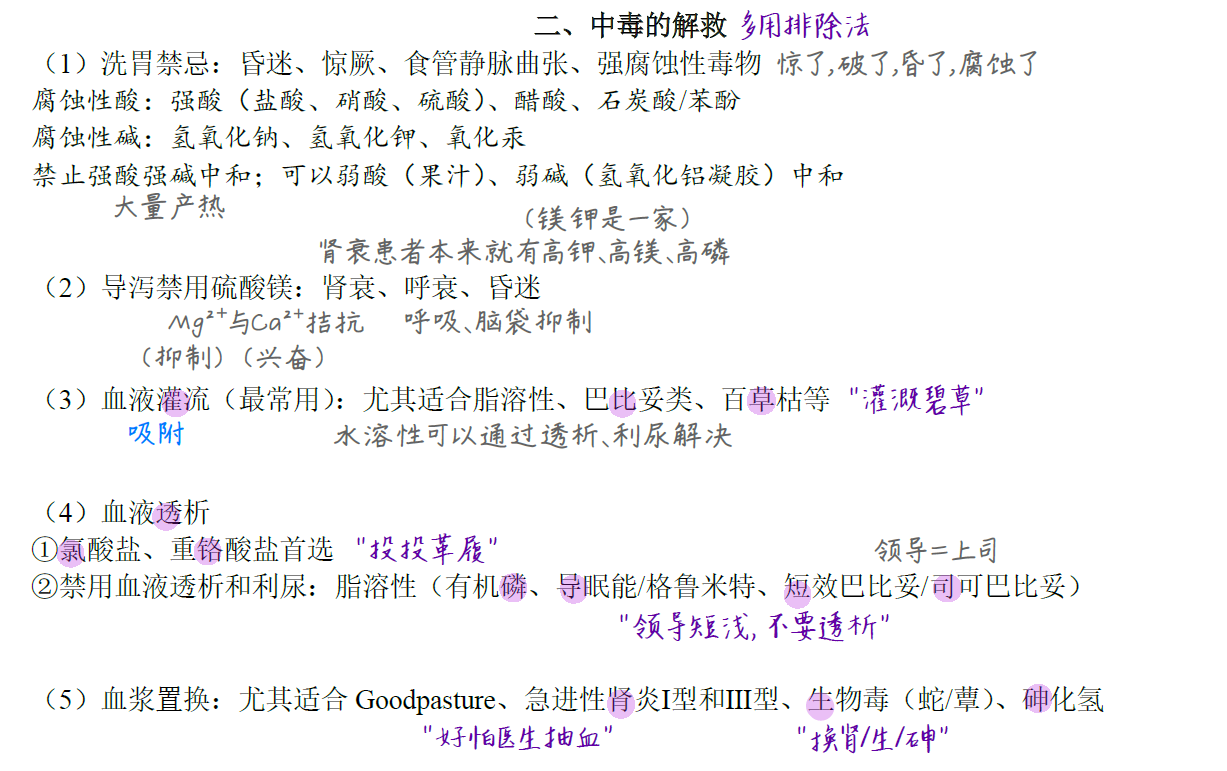 二、中毒的解救 多用排除法
（1）洗胃禁忌：昏迷、惊厥、食管静脉曲张、强腐蚀性毒物 惊了,破了,昏了,腐蚀了
腐蚀性酸：强酸（盐酸、硝酸、硫酸）、醋酸、石炭酸/苯酚
腐蚀性碱：氢氧化钠、氢氧化钾、氧化汞
禁止强酸强碱中和；可以弱酸（果汁）、弱碱（氢氧化铝凝胶）中和
大量产热
（镁钾是一家）
肾衰患者本来就有高钾、高镁、高磷
（2）导泻禁用硫酸镁：肾衰、呼衰、昏迷
Mg²⁺与Ca²⁺拮抗 呼吸、脑袋抑制
（抑制）（兴奋）
（3）血液灌流（最常用）：尤其适合脂溶性、巴比妥类、百草枯等 "灌溉碧草"
吸附 水溶性可以通过透析、利尿解决
（4）血液透析
①氯酸盐、重铬酸盐首选 "投投革履" 领导=上司
②禁用血液透析和利尿：脂溶性（有机磷、导眠能/格鲁米特、短效巴比妥/司可巴比妥）
"领导短浅,不要透析"
（5）血浆置换：尤其适合 Goodpasture、急进性肾炎I型和III型、生物毒（蛇/蕈）、砷化氢
"好怕医生抽血" "换肾/生/砷"